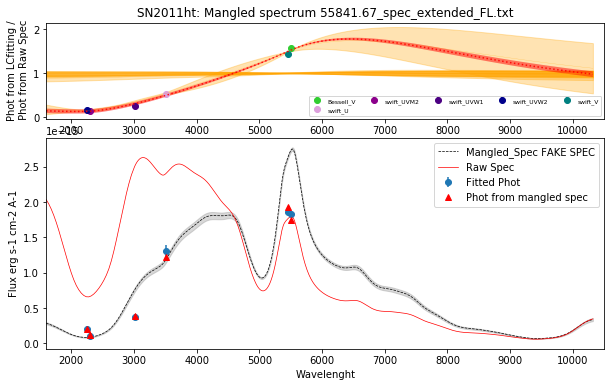 SN2011ht: Mangled spectrum 55841.67_spec_extended_FL.txt
Phot from LCfitting /
Phot from Raw Spec
2
1
0
Bessell_V swift_UVM2 swift_UVW1 swift_UVW2 swift_V
swift_U
2000 3000 4000 5000 6000 7000 8000 9000 10000
1e−15
Flux erg s-1 cm-2 A-1
2.5
2.0
1.5
1.0
0.5
0.0
Mangled_Spec FAKE SPEC
Raw Spec
Fitted Phot
Phot from mangled spec
2000 3000 4000 5000 6000 7000 8000 9000 10000
Wavelenght